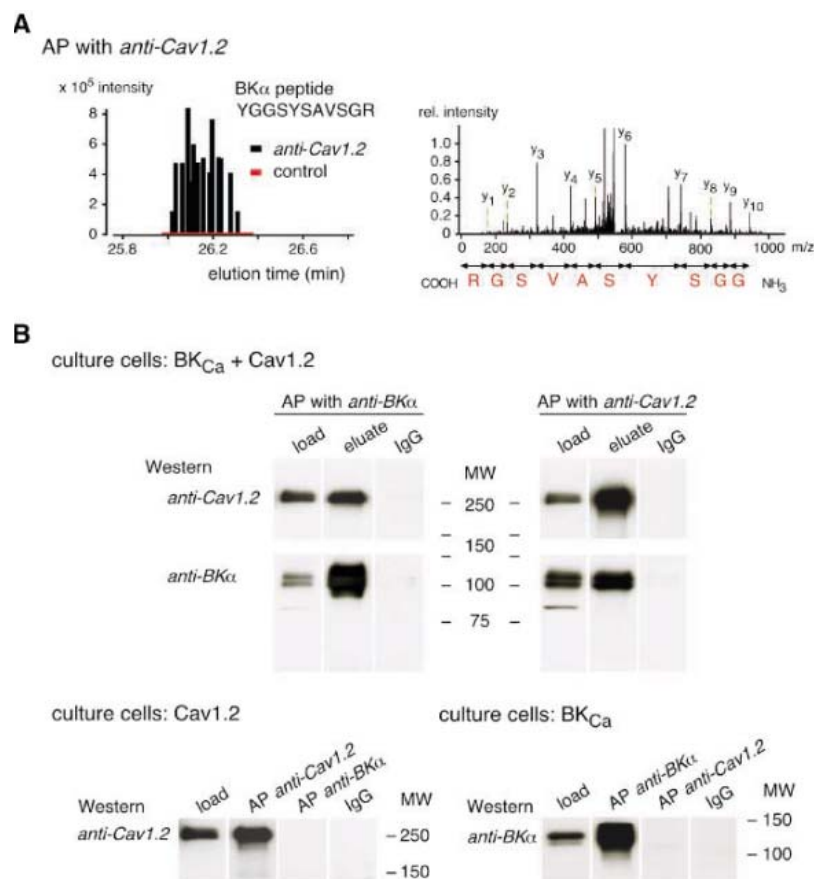 A
AP with anti-Cav1.2
x 10⁵ intensity
8
6
4
2
0
25.8 26.2 26.6
elution time (min)
BKα peptide
YGGSYSAVSGR
anti-Cav1.2
control
rel. intensity
1.0
0.8
0.6
0.4
0.2
0
y₁ y₂ y₃ y₄ y₅ y₆ y₇ y₈ y₉ y₁₀
0 200 400 600 800 1000 m/z
COOH R G S V A S Y S G G NH₃
B
culture cells: BK_Ca + Cav1.2
AP with anti-BKα
load eluate IgG
AP with anti-Cav1.2
load eluate IgG
Western
anti-Cav1.2
anti-BKα
MW
– 250 –
150
– 100 –
– 75 –
culture cells: Cav1.2
load AP anti-Cav1.2 AP anti-BKα IgG
Western
anti-Cav1.2
MW
– 250
– 150
culture cells: BK_Ca
load AP anti-BKα AP anti-Cav1.2 IgG
Western
anti-BKα
MW
– 150
– 100